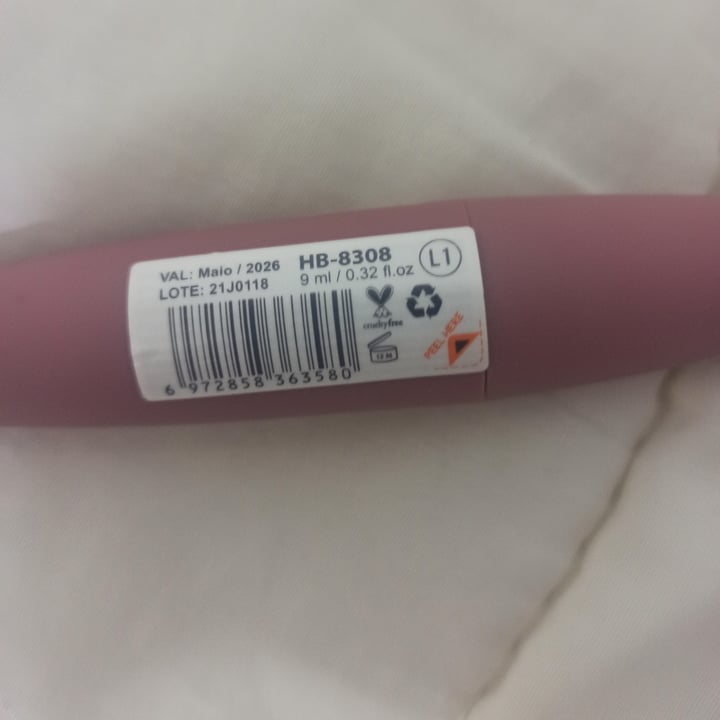 VAL: Maio / 2026
LOTE: 21J0118
HB-8308
9 ml / 0.32 fl.oz
L1
crueltyfree
12 M
PEEL HERE
6 972858 363580